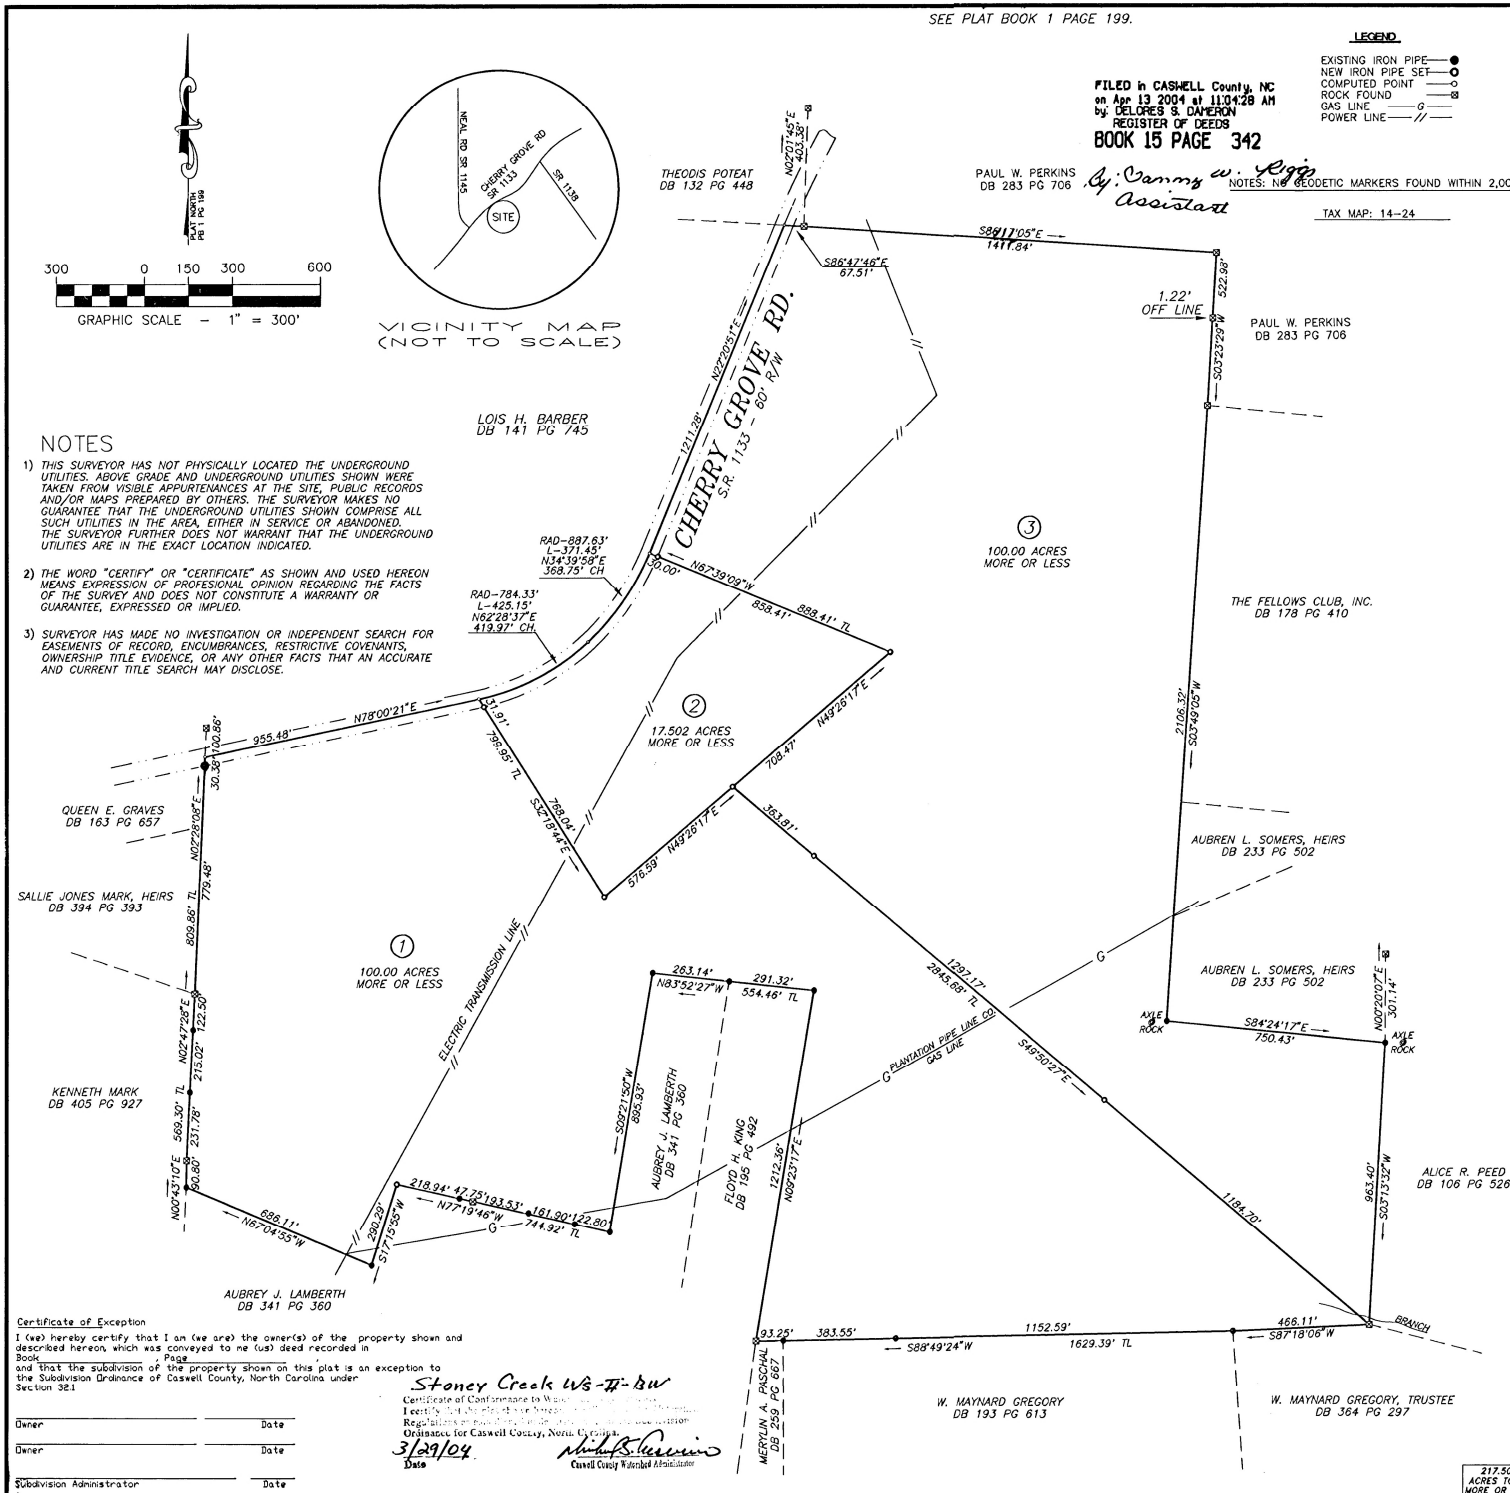 SEE PLAT BOOK 1 PAGE 199.
LEGEND
EXISTING IRON PIPE
NEW IRON PIPE SET
COMPUTED POINT
ROCK FOUND
GAS LINE G
POWER LINE //
FILED in CASWELL County, NC
on Apr 13 2004 at 11:04:28 AM
by: DELORES S. DAMERON
REGISTER OF DEEDS
BOOK 15 PAGE 342
By:
Assistant
NOTES: NO GEODETIC MARKERS FOUND WITHIN 2,00
TAX MAP: 14-24
PLAT NORTH
PB 1 PG 199
300 0 150 300 600
GRAPHIC SCALE - 1" = 300'
NEAL RD SR 1145
CHERRY GROVE RD
SR 1133
SR 1138
SITE
VICINITY MAP
(NOT TO SCALE)
THEODIS POTEAT
DB 132 PG 448
N02°01'45"E
403.38'
PAUL W. PERKINS
DB 283 PG 706
1411.84'
S86°47'46"E
67.51'
522.98'
1.22'
OFF LINE
S03°23'29"W
PAUL W. PERKINS
DB 283 PG 706
N22°20'51"E
1211.28'
CHERRY GROVE RD.
S.R. 1133 - 60' R/W
LOIS H. BARBER
DB 141 PG 745
NOTES
1) THIS SURVEYOR HAS NOT PHYSICALLY LOCATED THE UNDERGROUND
UTILITIES. ABOVE GRADE AND UNDERGROUND UTILITIES SHOWN WERE
TAKEN FROM VISIBLE APPURTENANCES AT THE SITE, PUBLIC RECORDS
AND/OR MAPS PREPARED BY OTHERS. THE SURVEYOR MAKES NO
GUARANTEE THAT THE UNDERGROUND UTILITIES SHOWN COMPRISE ALL
SUCH UTILITIES IN THE AREA, EITHER IN SERVICE OR ABANDONED.
THE SURVEYOR FURTHER DOES NOT WARRANT THAT THE UNDERGROUND
UTILITIES ARE IN THE EXACT LOCATION INDICATED.
2) THE WORD "CERTIFY" OR "CERTIFICATE" AS SHOWN AND USED HEREON
MEANS EXPRESSION OF PROFESIONAL OPINION REGARDING THE FACTS
OF THE SURVEY AND DOES NOT CONSTITUTE A WARRANTY OR
GUARANTEE, EXPRESSED OR IMPLIED.
3) SURVEYOR HAS MADE NO INVESTIGATION OR INDEPENDENT SEARCH FOR
EASEMENTS OF RECORD, ENCUMBRANCES, RESTRICTIVE COVENANTS,
OWNERSHIP TITLE EVIDENCE, OR ANY OTHER FACTS THAT AN ACCURATE
AND CURRENT TITLE SEARCH MAY DISCLOSE.
RAD-887.63'
L-371.45'
N34°39'58"E
368.75' CH
RAD-784.33'
L-425.15'
N62°28'37"E
419.97' CH
30.00'
N67°39'09"W
858.41'
888.41' TL
3
100.00 ACRES
MORE OR LESS
THE FELLOWS CLUB, INC.
DB 178 PG 410
2106.32'
S03°49'05"W
2
17.502 ACRES
MORE OR LESS
N49°26'17"E
708.47'
N78°00'21"E
955.48'
31.91'
799.95' TL
768.04'
S32°18'44"E
100.86'
30.38'
N49°26'17"E
576.59'
363.81'
QUEEN E. GRAVES
DB 163 PG 657
N02°28'08"E
779.48'
809.86' TL
SALLIE JONES MARK, HEIRS
DB 394 PG 393
AUBREN L. SOMERS, HEIRS
DB 233 PG 502
1
100.00 ACRES
MORE OR LESS
ELECTRIC TRANSMISSION LINE
N02°47'28"E
122.50'
215.02'
KENNETH MARK
DB 405 PG 927
569.30' TL
231.78'
N00°43'10"E
90.80'
263.14'
N83°52'27"W
291.32'
554.46' TL
S09°21'50"W
895.93'
AUBREY J. LAMBERTH
DB 341 PG 360
FLOYD H. KING
DB 195 PG 492
1212.36'
N09°23'17"E
G
PLANTATION PIPE LINE CO.
GAS LINE
1297.17'
2845.68' TL
S49°50'27"E
1184.70'
G
AUBREN L. SOMERS, HEIRS
DB 233 PG 502
AXLE
ROCK
S84°24'17"E
750.43'
N00°20'07"E
301.14'
AXLE
ROCK
963.40'
S03°13'32"W
ALICE R. PEED
DB 106 PG 526
218.94' 47.75' 193.53' 161.90' 122.80'
N77°19'46"W
744.92' TL
G
290.29'
S17°15'55"W
686.11'
N67°04'55"W
AUBREY J. LAMBERTH
DB 341 PG 360
93.25' 383.55' 1152.59' 466.11'
S88°49'24"W 1629.39' TL S87°18'06"W
BRANCH
MERYLIN A. PASCHAL
DB 259 PG 667
W. MAYNARD GREGORY
DB 193 PG 613
W. MAYNARD GREGORY, TRUSTEE
DB 364 PG 297
Certificate of Exception
I (we) hereby certify that I am (we are) the owner(s) of the property shown and
described hereon, which was conveyed to me (us) deed recorded in
Book , Page ,
and that the subdivision of the property shown on this plat is an exception to
the Subdivision Ordinance of Caswell County, North Carolina under
Section 32.1
Owner Date
Owner Date
Subdivision Administrator Date
Stoney Creek WS-II-BW
Certificate of Conformance to
I certify that the plat shown hereon
Regulations
Ordinance for Caswell County, North Carolina.
3/29/04
Date
Caswell County Watershed Administrator
217.50
ACRES TO
MORE OR